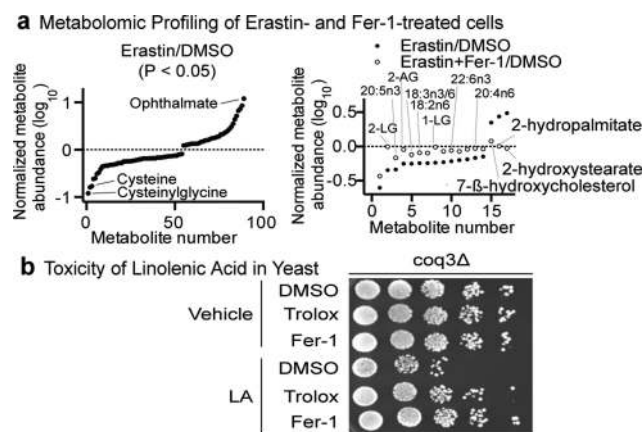 a Metabolomic Profiling of Erastin- and Fer-1-treated cells
Erastin/DMSO
(P < 0.05)
Normalized metabolite
abundance (log10)
1
0
-1
Ophthalmate
Cysteine
Cysteinylglycine
0
50
100
Metabolite number
Erastin/DMSO
Erastin+Fer-1/DMSO
Normalized metabolite
abundance (log10)
0.5
0.0
-0.5
2-AG
22:6n3
20:5n3
18:3n3/6
20:4n6
18:2n6
2-LG
1-LG
2-hydropalmitate
2-hydroxystearate
7-ß-hydroxycholesterol
0
5
10
15
Metabolite number
b Toxicity of Linolenic Acid in Yeast
coq3Δ
Vehicle
DMSO
Trolox
Fer-1
LA
DMSO
Trolox
Fer-1